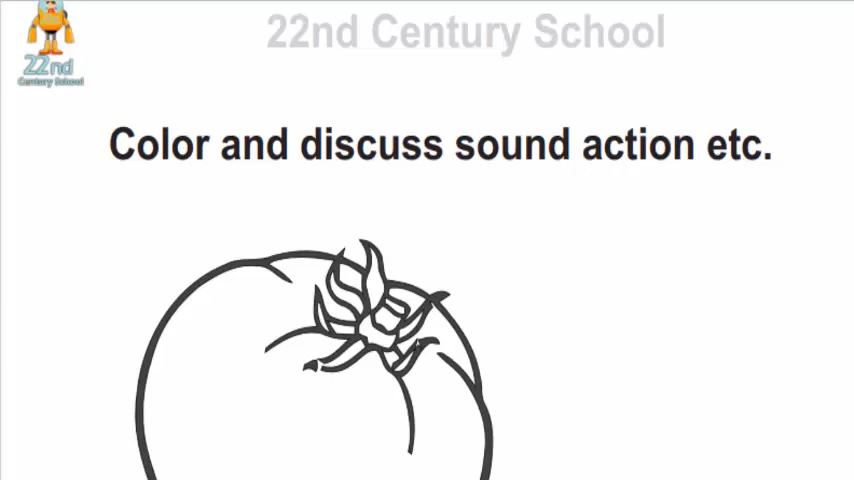 22nd Century School
22nd
Century School
Color and discuss sound action etc.